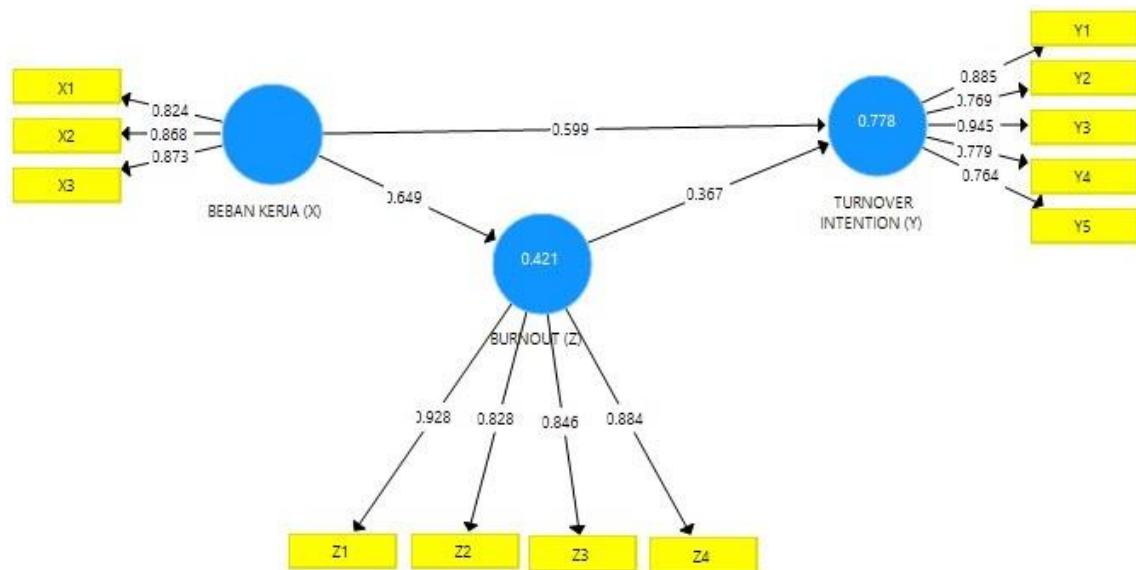 Y1
0.885
X1
0.824
Y2
0.769
X2
0.868
0.599
0.778
0.945
Y3
X3
0.873
0.779
Y4
0.764
BEBAN KERJA (X)
0.649
0.367
TURNOVER
INTENTION (Y)
Y5
0.421
BURNOUT (Z)
0.928
0.828
0.846
0.884
Z1
Z2
Z3
Z4